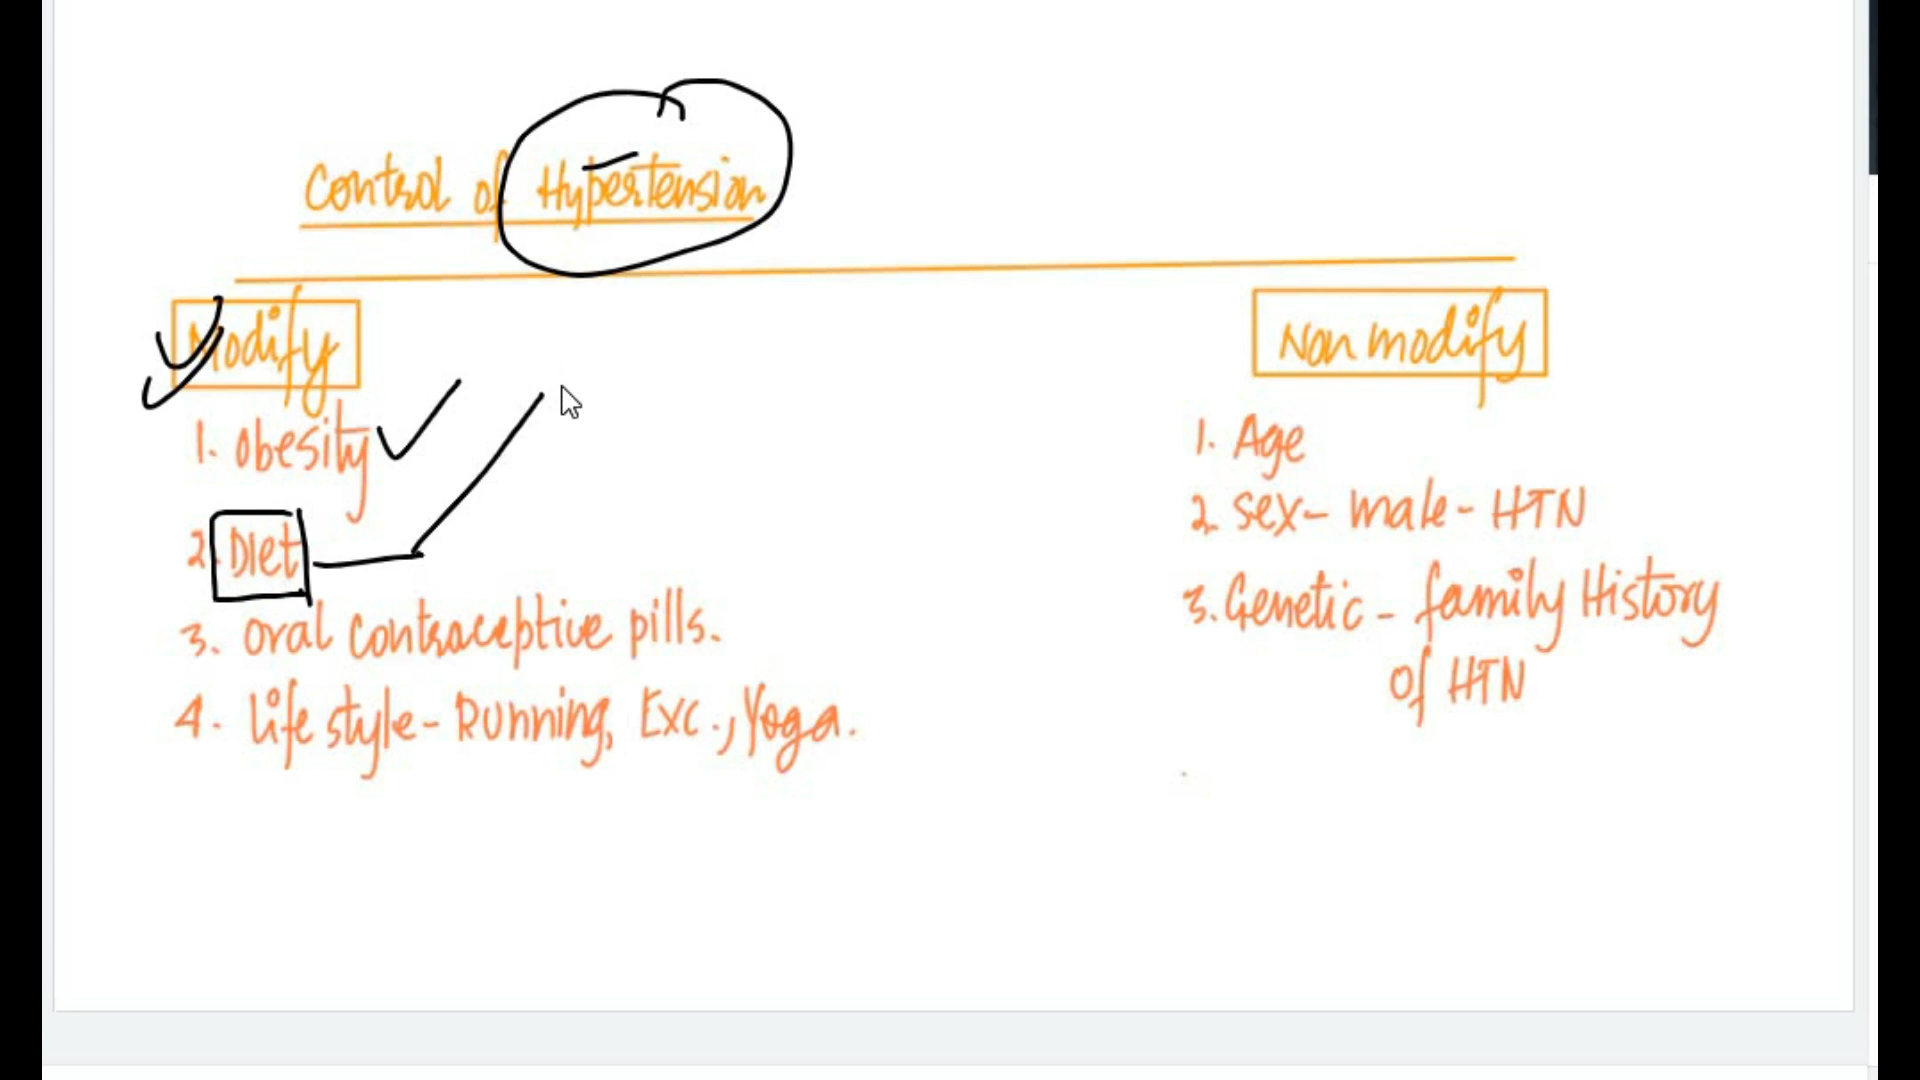 Control of Hypertension
Modify
1. Obesity
2. Diet
3. Oral contraceptive pills.
4. Life style - Running, Exc., Yoga.
Non modify
1. Age
2. Sex - male - HTN
3. Genetic - family History
of HTN